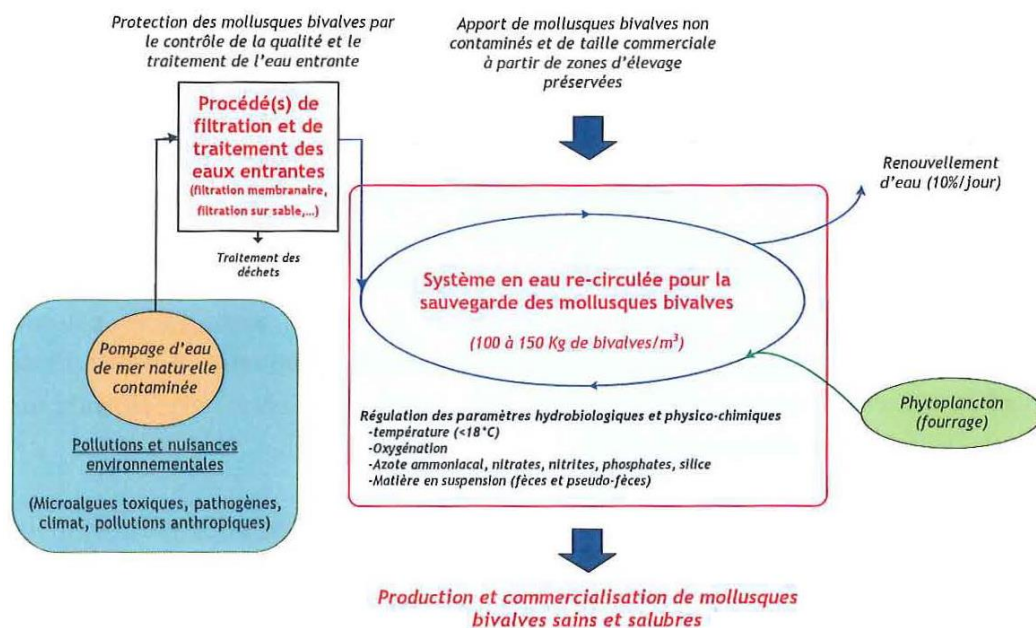 Protection des mollusques bivalves par
le contrôle de la qualité et le
traitement de l'eau entrante
Apport de mollusques bivalves non
contaminés et de taille commerciale
à partir de zones d'élevage
préservées
Procédé(s) de
filtration et de
traitement des
eaux entrantes
(filtration membranaire,
filtration sur sable,...)
Traitement des
déchets
Renouvellement
d'eau (10%/jour)
Système en eau re-circulée pour la
sauvegarde des mollusques bivalves
(100 à 150 Kg de bivalves/m³)
Pompage d'eau
de mer naturelle
contaminée
Pollutions et nuisances
environnementales
(Microalgues toxiques, pathogènes,
climat, pollutions anthropiques)
Régulation des paramètres hydrobiologiques et physico-chimiques
-température (<18°C)
-Oxygénation
-Azote ammoniacal, nitrates, nitrites, phosphates, silice
-Matière en suspension (fèces et pseudo-fèces)
Phytoplancton
(fourrage)
Production et commercialisation de mollusques
bivalves sains et salubres